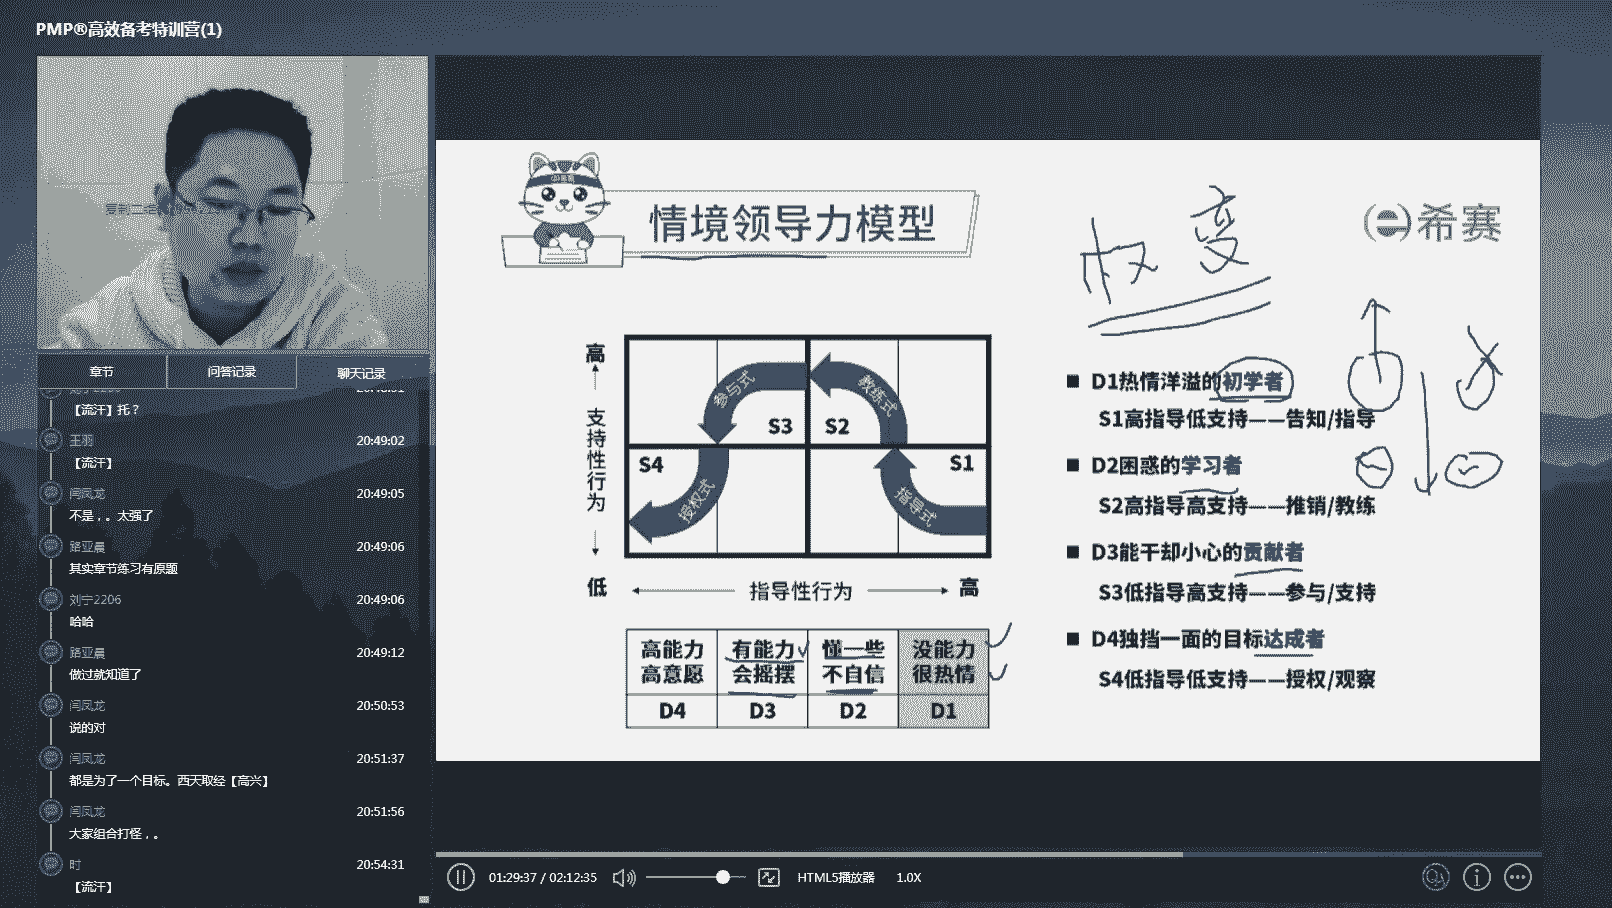 PMP®高效备考特训营(1)
章节
问答记录
聊天记录
【流汗】托？
王羽
20:49:02
【流汗】
闫凤龙
20:49:05
不是，。太强了
路亚晨
20:49:06
其实章节练习有原题
刘宁2206
20:49:06
哈哈
路亚晨
20:49:12
做过就知道了
闫凤龙
20:50:53
说的对
闫凤龙
20:51:37
都是为了一个目标。西天取经【高兴】
闫凤龙
20:51:56
大家组合打怪，。
时
20:54:31
【流汗】
情境领导力模型
权变
希赛
高
支持性行为
低
参与式
教练式
S3
S2
S4
S1
授权式
指导式
指导性行为
高
高能力
高意愿
有能力
会摇摆
懂一些
不自信
没能力
很热情
D4
D3
D2
D1
D1热情洋溢的初学者
S1高指导低支持——告知/指导
D2困惑的学习者
S2高指导高支持——推销/教练
D3能干却小心的贡献者
S3低指导高支持——参与/支持
D4独挡一面的目标达成者
S4低指导低支持——授权/观察
01:29:37 / 02:12:35
HTML5播放器
1.0X